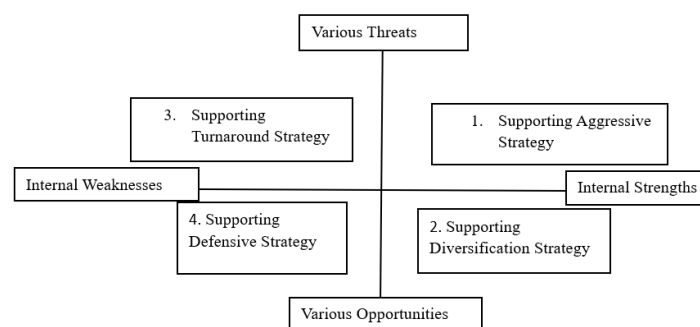 Various Threats
3. Supporting
Turnaround Strategy
1. Supporting Aggressive
Strategy
Internal Weaknesses
Internal Strengths
4. Supporting
Defensive Strategy
2. Supporting
Diversification Strategy
Various Opportunities